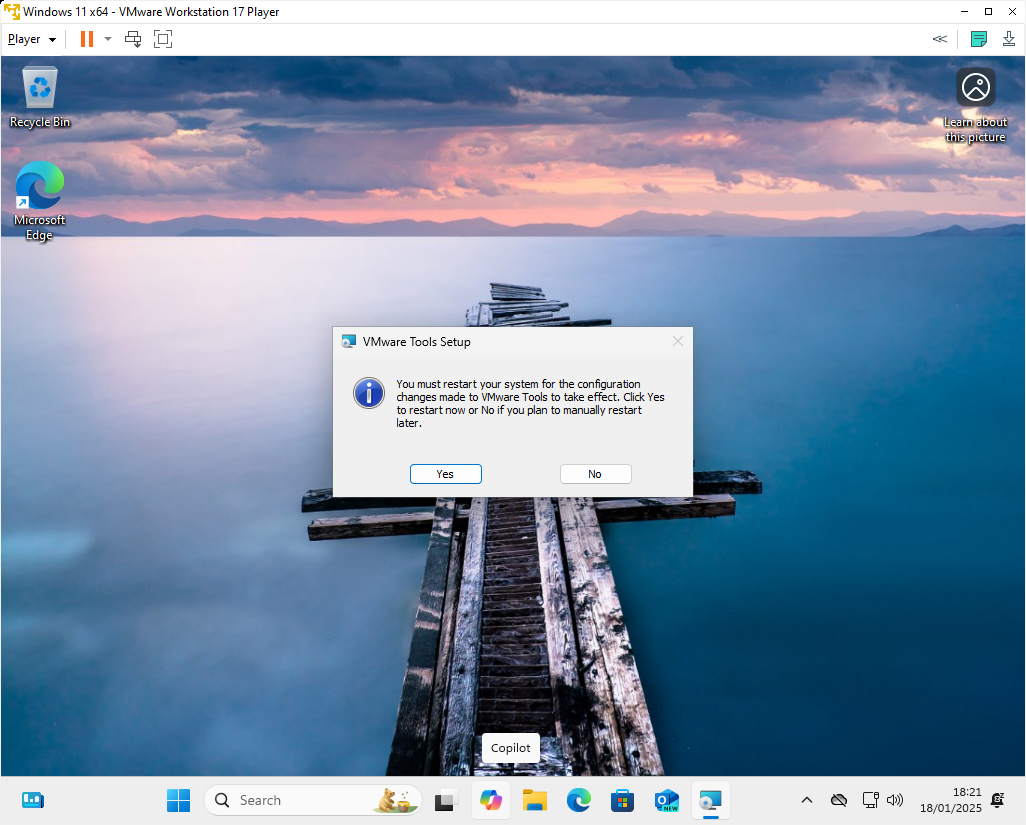 Windows 11 x64 - VMware Workstation 17 Player
Player
Recycle Bin
Learn about
this picture
Microsoft
Edge
VMware Tools Setup
You must restart your system for the configuration
changes made to VMware Tools to take effect. Click Yes
to restart now or No if you plan to manually restart
later.
Yes
No
Copilot
Search
NEW
18:21
18/01/2025